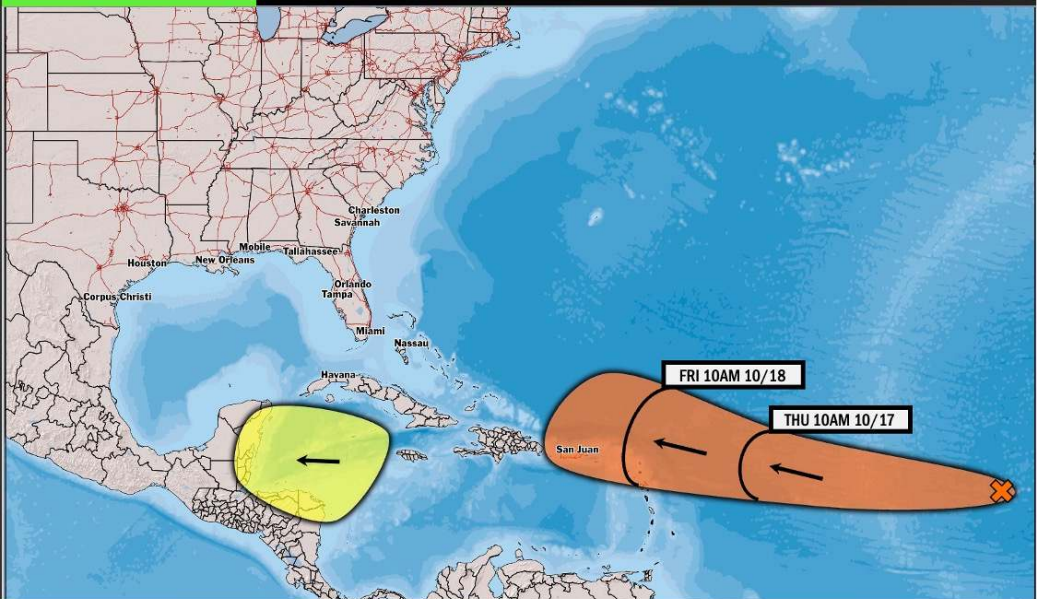 Charleston
Savannah
Mobile
Tallahassee
New Orleans
Houston
Orlando
Tampa
Corpus Christi
Miami
Nassau
Havana
FRI 10AM 10/18
THU 10AM 10/17
San Juan